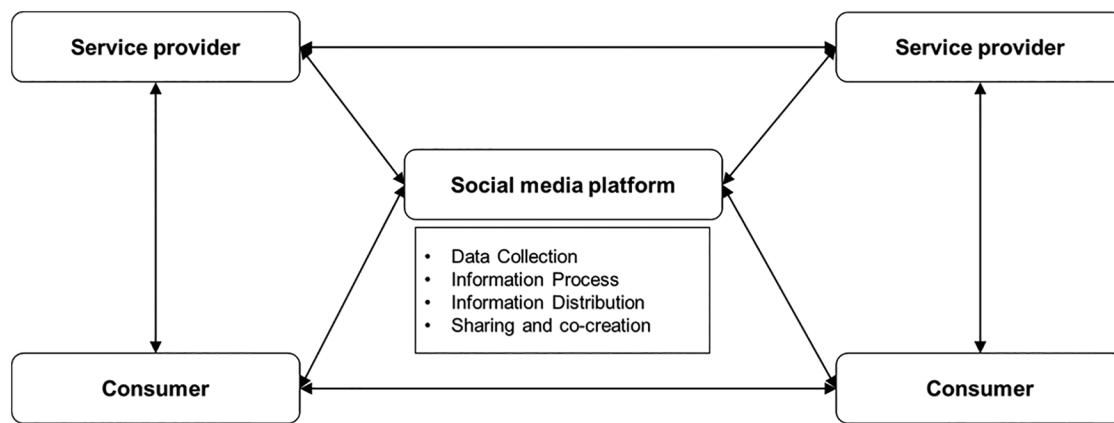 Service provider
Service provider
Social media platform
• Data Collection
• Information Process
• Information Distribution
• Sharing and co-creation
Consumer
Consumer